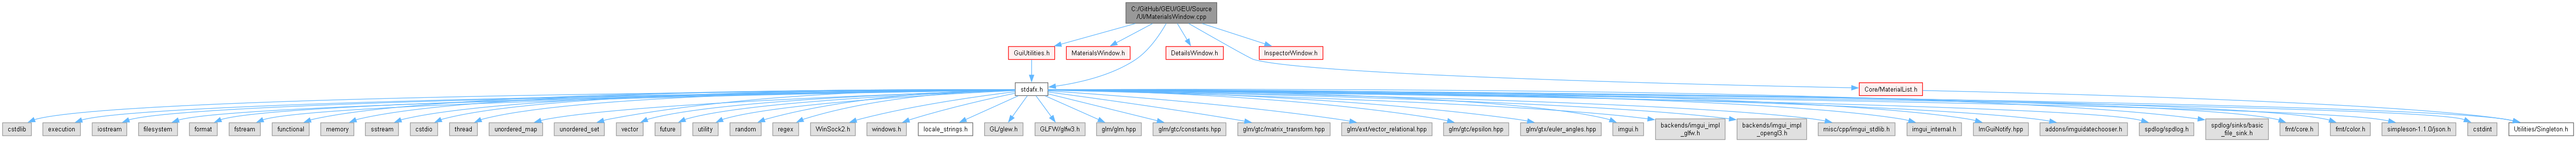 C:/GitHub/GEU/GEU/Source
/UI/MaterialsWindow.cpp
GuiUtilities.h
MaterialsWindow.h
DetailsWindow.h
InspectorWindow.h
stdafx.h
Core/MaterialList.h
cstdlib
execution
iostream
filesystem
format
fstream
functional
memory
sstream
cstdio
thread
unordered_map
unordered_set
vector
future
utility
random
regex
WinSock2.h
windows.h
locale_strings.h
GL/glew.h
GLFW/glfw3.h
glm/glm.hpp
glm/gtc/constants.hpp
glm/gtc/matrix_transform.hpp
glm/ext/vector_relational.hpp
glm/gtc/epsilon.hpp
glm/gtx/euler_angles.hpp
imgui.h
backends/imgui_impl
_glfw.h
backends/imgui_impl
_opengl3.h
misc/cpp/imgui_stdlib.h
imgui_internal.h
ImGuiNotify.hpp
addons/imguidatechooser.h
spdlog/spdlog.h
spdlog/sinks/basic
_file_sink.h
fmt/core.h
fmt/color.h
simpleson-1.1.0/json.h
cstdint
Utilities/Singleton.h